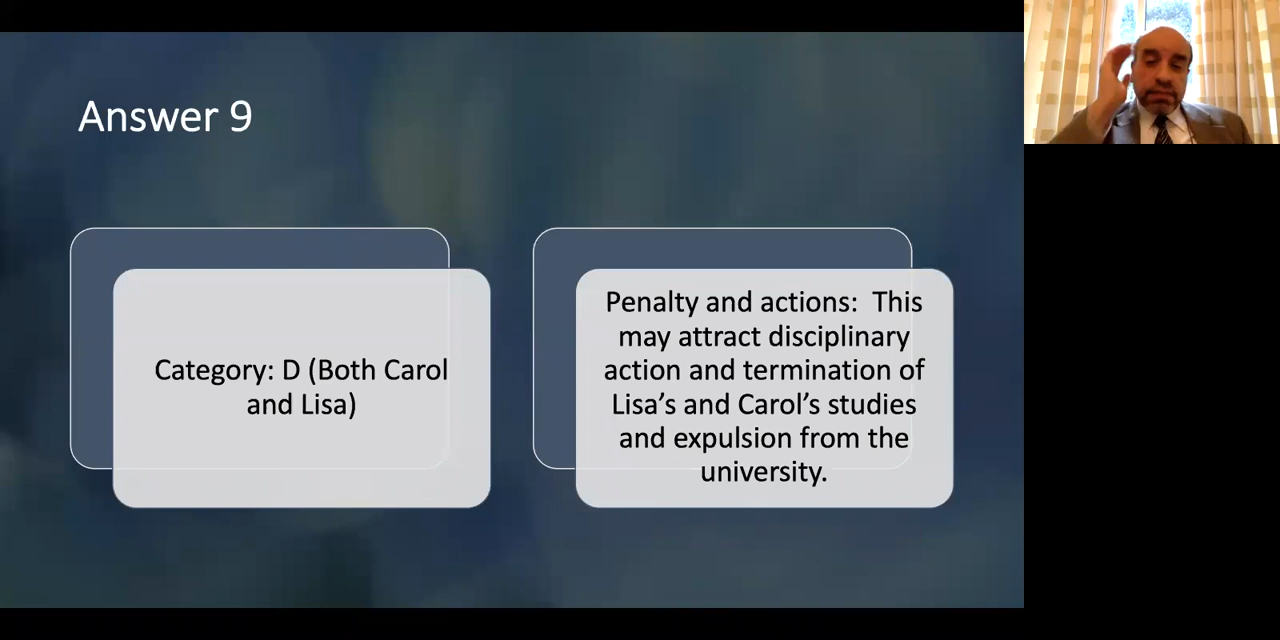 Answer 9
Category: D (Both Carol
and Lisa)
Penalty and actions:  This
may attract disciplinary
action and termination of
Lisa’s and Carol’s studies
and expulsion from the
university.